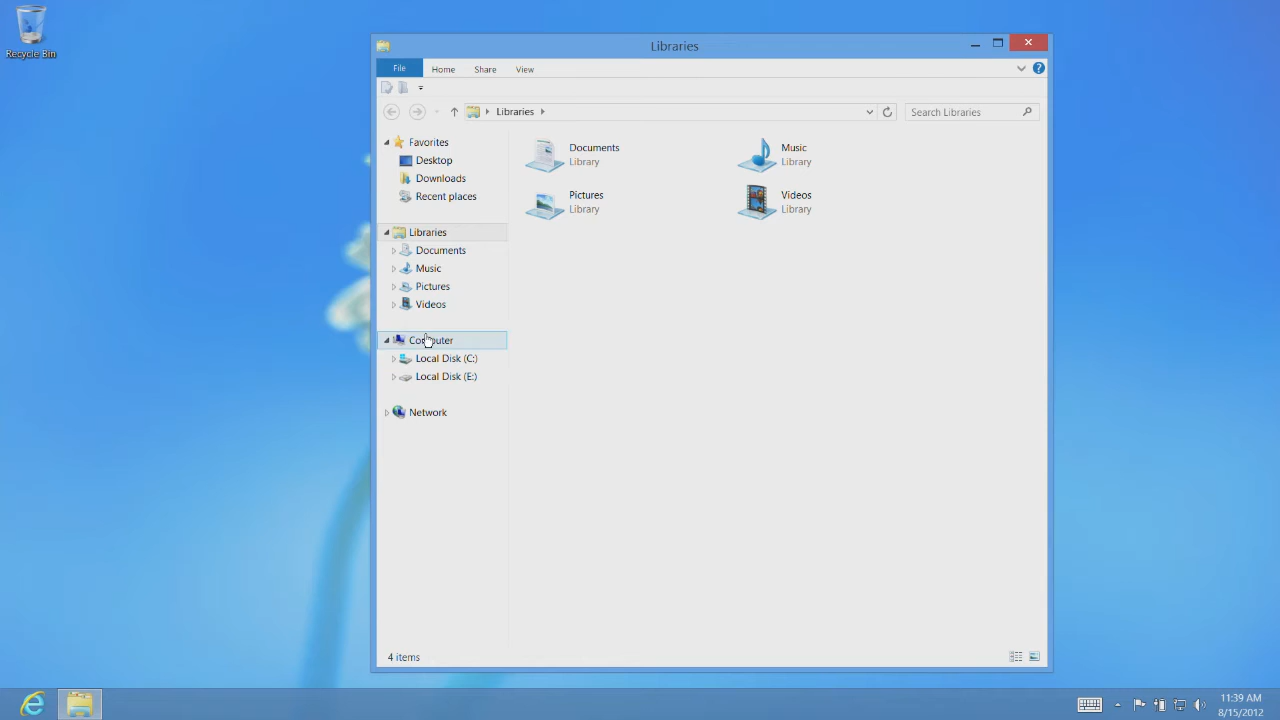 Recycle Bin
Libraries
File Home Share View
Libraries
Search Libraries
Favorites
Desktop
Downloads
Recent places
Libraries
Documents
Music
Pictures
Videos
Computer
Local Disk (C:)
Local Disk (E:)
Network
Documents
Library
Music
Library
Pictures
Library
Videos
Library
4 items
11:39 AM
8/15/2012